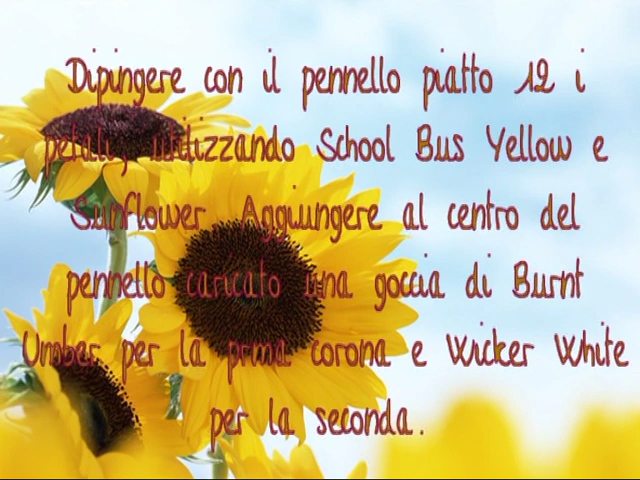 Dipingere con il pennello piatto 12 i
petali, utilizzando School Bus Yellow e
Sunflower. Aggiungere al centro del
pennello caricato una goccia di Burnt
Umber per la prma corona e Wicker White
per la seconda.